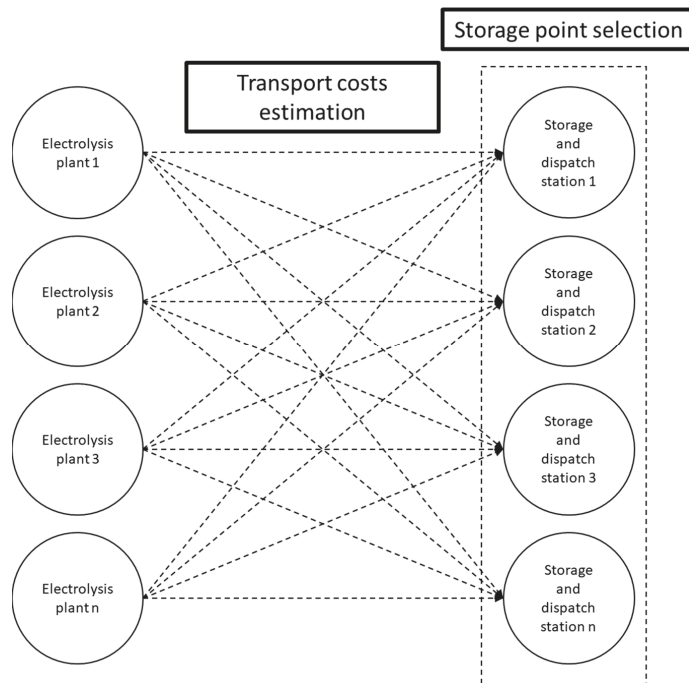 Storage point selection
Transport costs
estimation
Electrolysis
plant 1
Storage
and
dispatch
station 1
Electrolysis
plant 2
Storage
and
dispatch
station 2
Electrolysis
plant 3
Storage
and
dispatch
station 3
Electrolysis
plant n
Storage
and
dispatch
station n